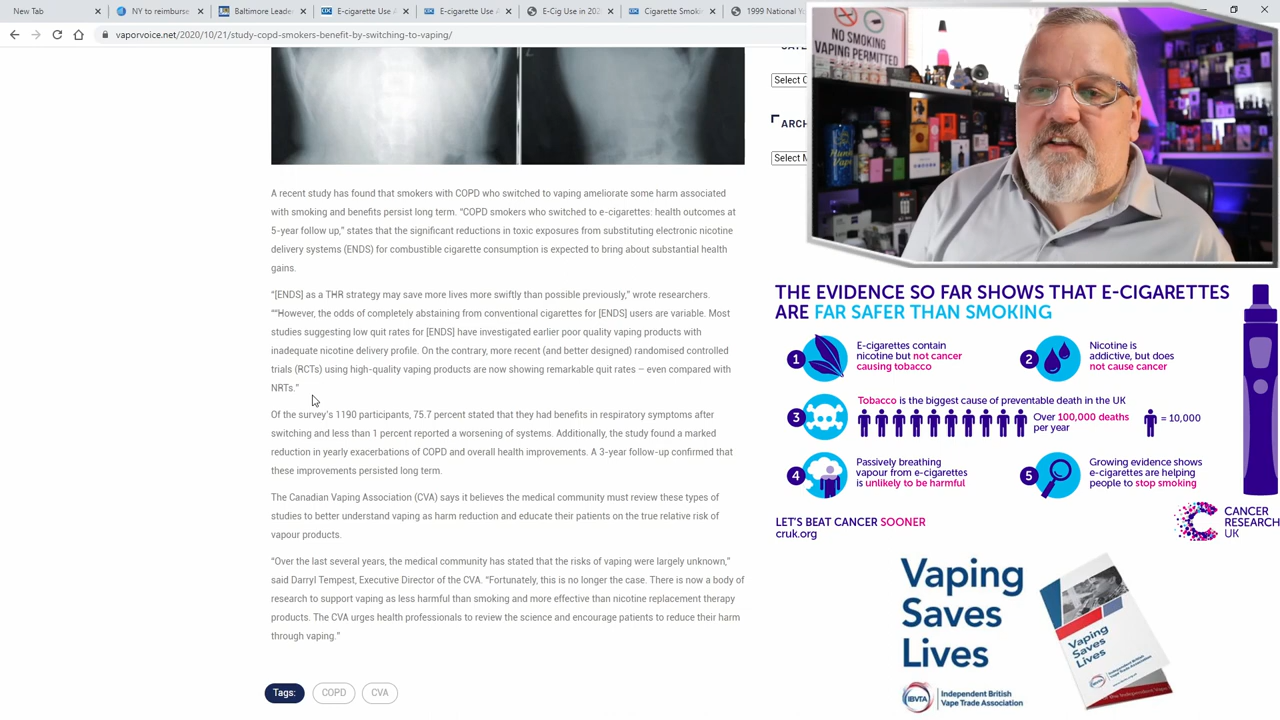 New Tab
NY to reimburse
Baltimore Leade
E-cigarette Use A
E-cigarette Use A
E-Cig Use in 202
Cigarette Smoki
1999 National Y
vaporvoice.net/2020/10/21/study-copd-smokers-benefit-by-switching-to-vaping/
A recent study has found that smokers with COPD who switched to vaping ameliorate some harm associated
with smoking and benefits persist long term. “COPD smokers who switched to e-cigarettes: health outcomes at
5-year follow up,” states that the significant reductions in toxic exposures from substituting electronic nicotine
delivery systems (ENDS) for combustible cigarette consumption is expected to bring about substantial health
gains.
“[ENDS] as a THR strategy may save more lives more swiftly than possible previously,” wrote researchers.
““However, the odds of completely abstaining from conventional cigarettes for [ENDS] users are variable. Most
studies suggesting low quit rates for [ENDS] have investigated earlier poor quality vaping products with
inadequate nicotine delivery profile. On the contrary, more recent (and better designed) randomised controlled
trials (RCTs) using high-quality vaping products are now showing remarkable quit rates – even compared with
NRTs.”
Of the survey's 1190 participants, 75.7 percent stated that they had benefits in respiratory symptoms after
switching and less than 1 percent reported a worsening of systems. Additionally, the study found a marked
reduction in yearly exacerbations of COPD and overall health improvements. A 3-year follow-up confirmed that
these improvements persisted long term.
The Canadian Vaping Association (CVA) says it believes the medical community must review these types of
studies to better understand vaping as harm reduction and educate their patients on the true relative risk of
vapour products.
“Over the last several years, the medical community has stated that the risks of vaping were largely unknown,”
said Darryl Tempest, Executive Director of the CVA. “Fortunately, this is no longer the case. There is now a body of
research to support vaping as less harmful than smoking and more effective than nicotine replacement therapy
products. The CVA urges health professionals to review the science and encourage patients to reduce their harm
through vaping.”
Tags:
COPD
CVA
Select C
ARCH
Select M
NO SMOKING
VAPING PERMITTED
THE EVIDENCE SO FAR SHOWS THAT E-CIGARETTES
ARE FAR SAFER THAN SMOKING
1
E-cigarettes contain
nicotine but not cancer
causing tobacco
2
Nicotine is
addictive, but does
not cause cancer
3
Tobacco is the biggest cause of preventable death in the UK
Over 100,000 deaths
per year
= 10,000
4
Passively breathing
vapour from e-cigarettes
is unlikely to be harmful
5
Growing evidence shows
e-cigarettes are helping
people to stop smoking
LET'S BEAT CANCER SOONER
cruk.org
CANCER
RESEARCH
UK
Vaping
Saves
Lives
IBVTA
Independent British
Vape Trade Association
Vaping
Saves
Lives